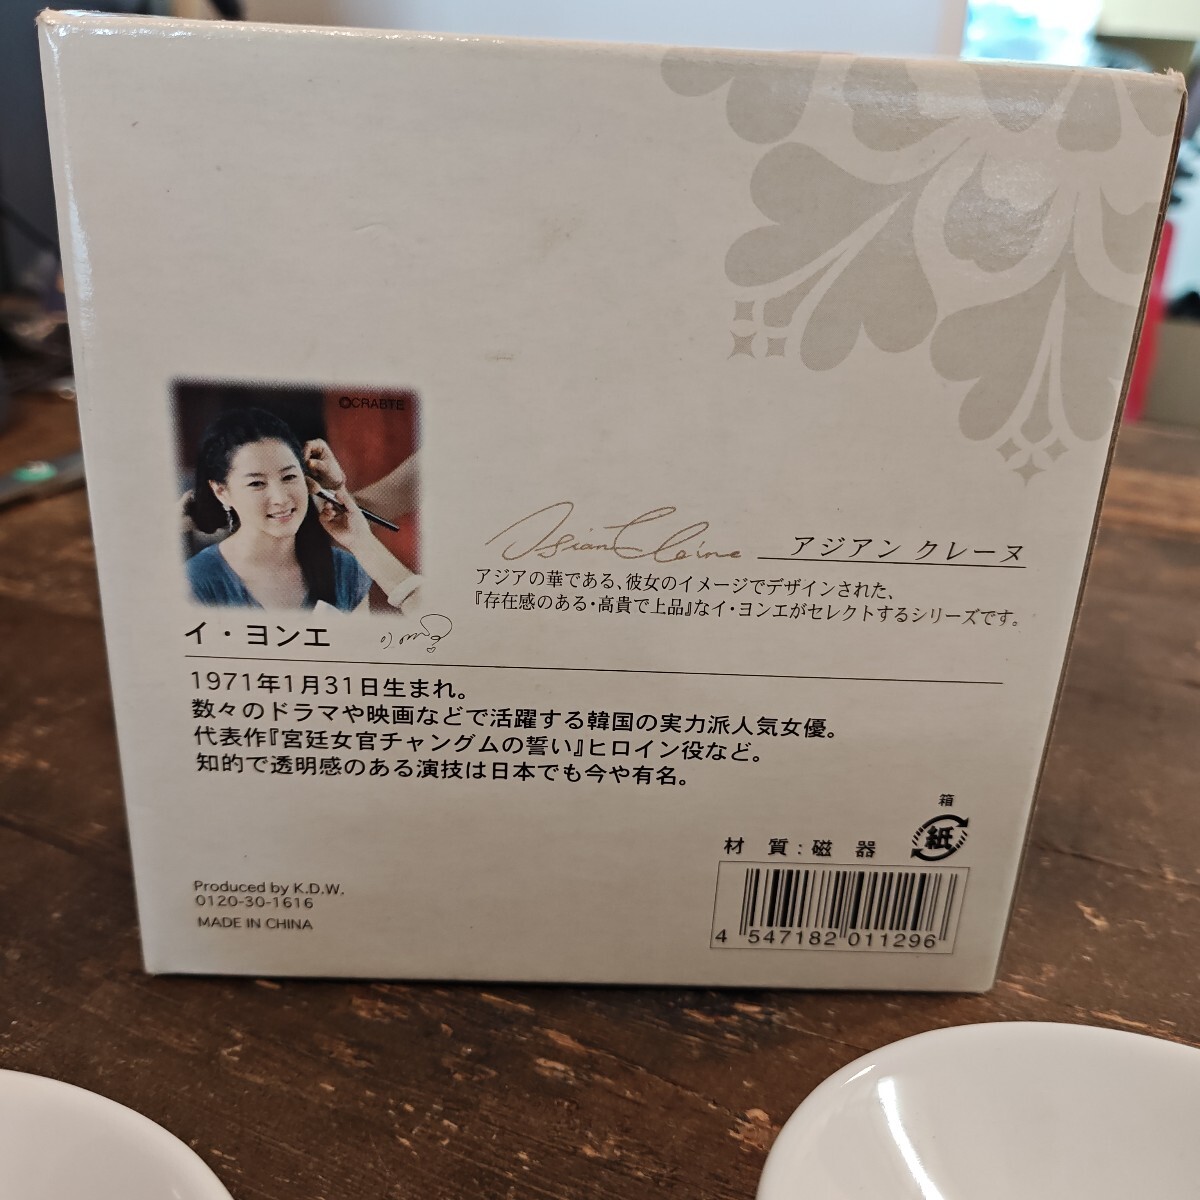 ©CRABTE
Asian Claine アジアン クレーヌ
アジアの華である、彼女のイメージでデザインされた、
『存在感のある・高貴で上品』なイ・ヨンエがセレクトするシリーズです。
イ・ヨンエ
1971年1月31日生まれ。
数々のドラマや映画などで活躍する韓国の実力派人気女優。
代表作『宮廷女官チャングムの誓い』ヒロイン役など。
知的で透明感のある演技は日本でも今や有名。
箱
紙
材 質：磁 器
Produced by K.D.W.
0120-30-1616
MADE IN CHINA
4 547182 011296